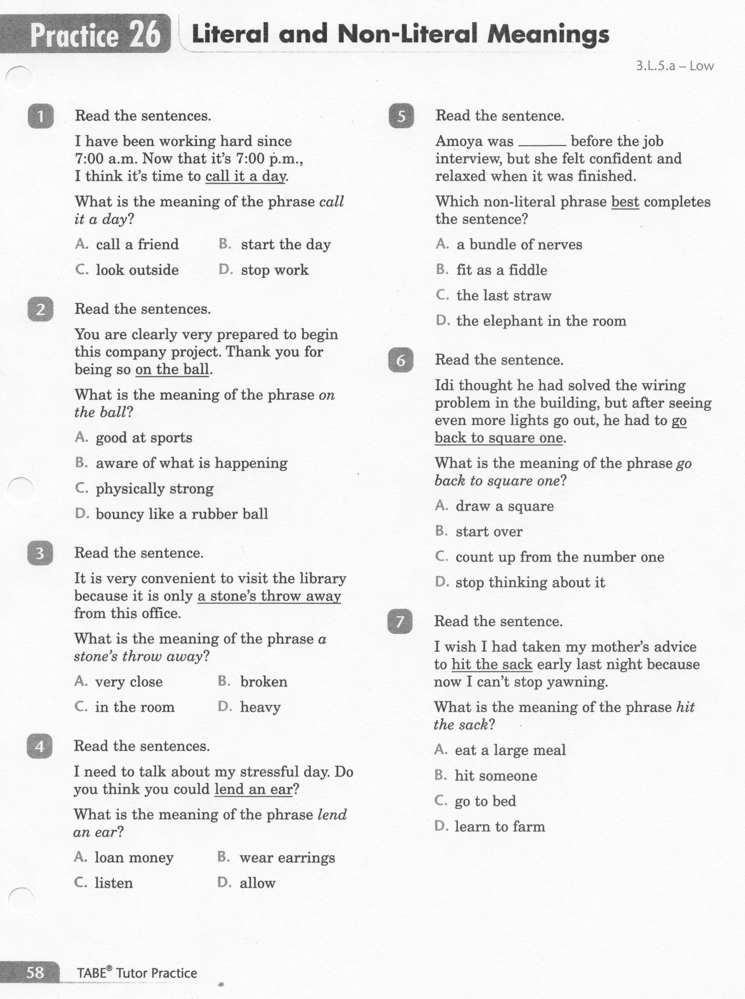 Practice 26
Literal and Non-Literal Meanings
3.L.5.a – Low
1
Read the sentences.
I have been working hard since
7:00 a.m. Now that it's 7:00 p.m.,
I think it's time to call it a day.
What is the meaning of the phrase call
it a day?
A. call a friend
B. start the day
C. look outside
D. stop work
2
Read the sentences.
You are clearly very prepared to begin
this company project. Thank you for
being so on the ball.
What is the meaning of the phrase on
the ball?
A. good at sports
B. aware of what is happening
C. physically strong
D. bouncy like a rubber ball
3
Read the sentence.
It is very convenient to visit the library
because it is only a stone's throw away
from this office.
What is the meaning of the phrase a
stone's throw away?
A. very close
B. broken
C. in the room
D. heavy
4
Read the sentences.
I need to talk about my stressful day. Do
you think you could lend an ear?
What is the meaning of the phrase lend
an ear?
A. loan money
B. wear earrings
C. listen
D. allow
5
Read the sentence.
Amoya was ______ before the job
interview, but she felt confident and
relaxed when it was finished.
Which non-literal phrase best completes
the sentence?
A. a bundle of nerves
B. fit as a fiddle
C. the last straw
D. the elephant in the room
6
Read the sentence.
Idi thought he had solved the wiring
problem in the building, but after seeing
even more lights go out, he had to go
back to square one.
What is the meaning of the phrase go
back to square one?
A. draw a square
B. start over
C. count up from the number one
D. stop thinking about it
7
Read the sentence.
I wish I had taken my mother's advice
to hit the sack early last night because
now I can't stop yawning.
What is the meaning of the phrase hit
the sack?
A. eat a large meal
B. hit someone
C. go to bed
D. learn to farm
58
TABE® Tutor Practice